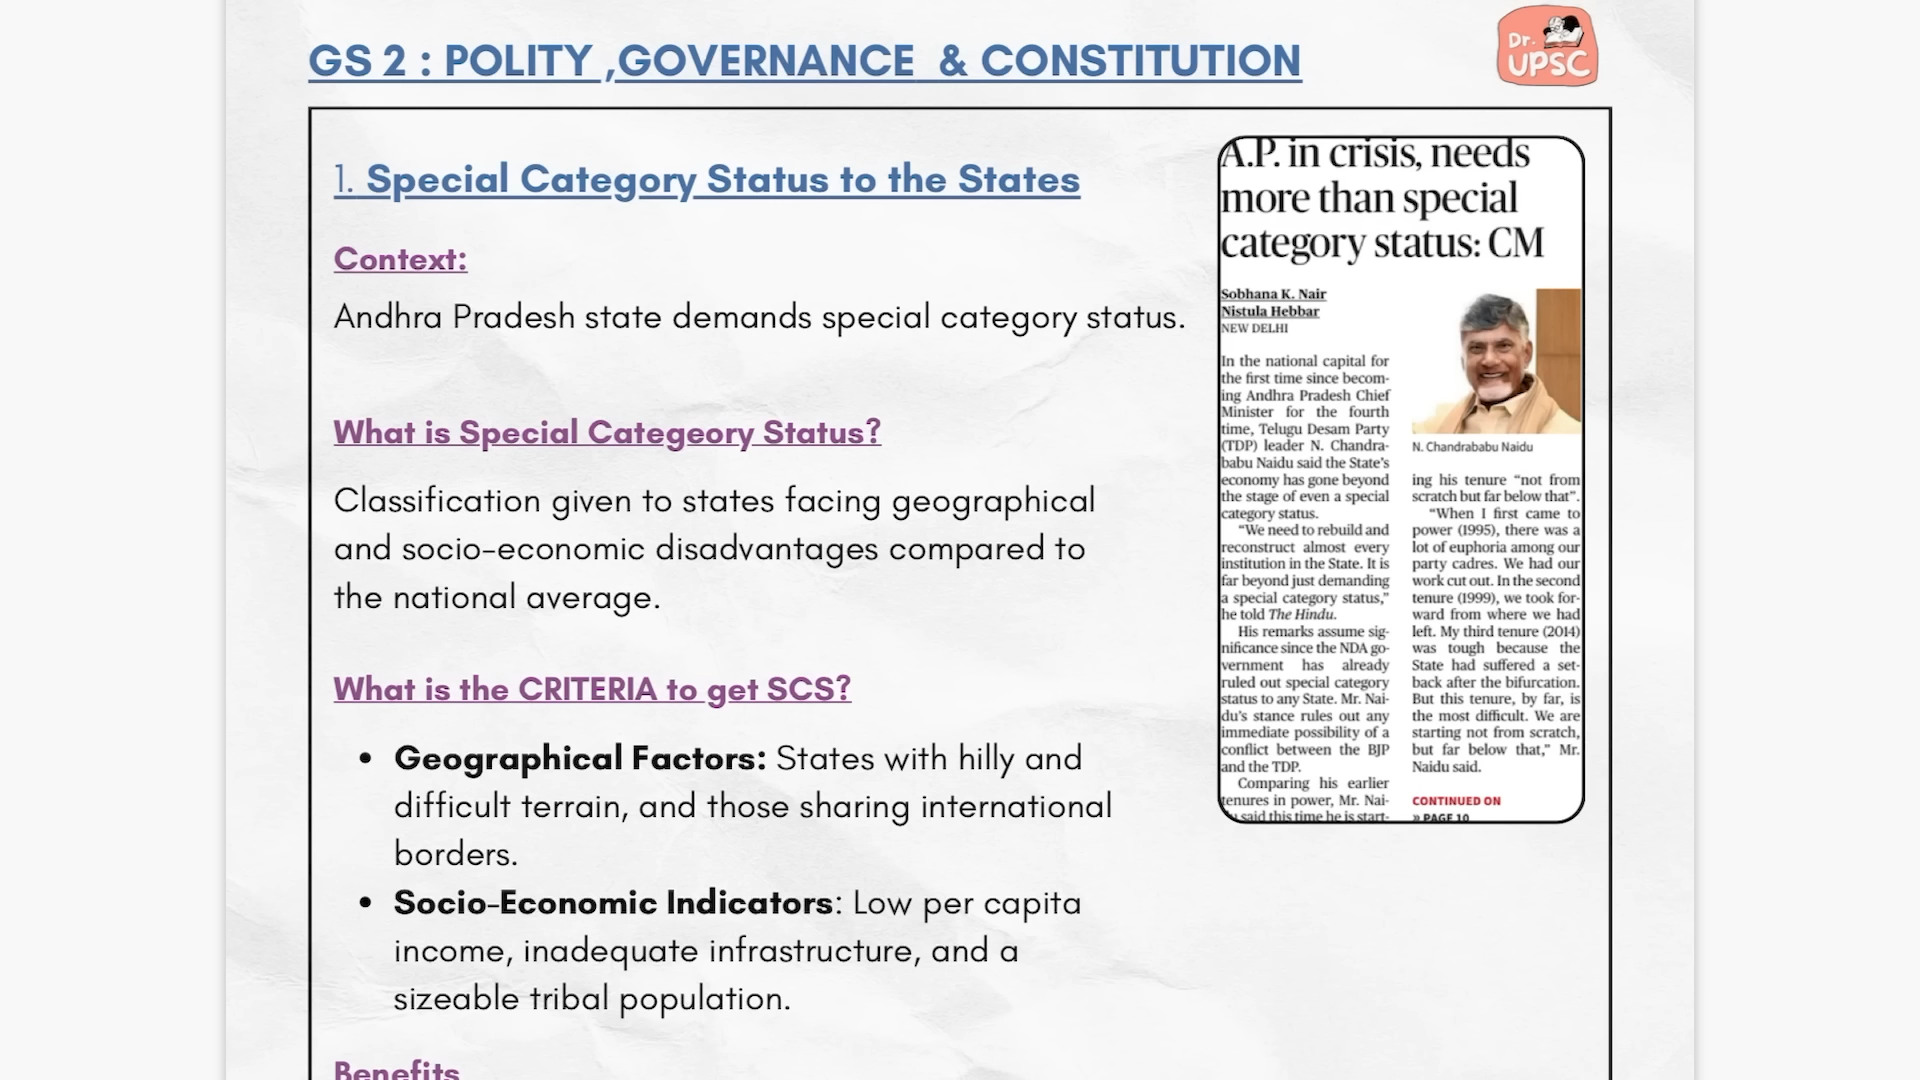 GS 2 : POLITY ,GOVERNANCE & CONSTITUTION
Dr.
UPSC
1. Special Category Status to the States
Context:
Andhra Pradesh state demands special category status.
What is Special Categeory Status?
Classification given to states facing geographical
and socio-economic disadvantages compared to
the national average.
What is the CRITERIA to get SCS?
• Geographical Factors: States with hilly and
difficult terrain, and those sharing international
borders.
• Socio-Economic Indicators: Low per capita
income, inadequate infrastructure, and a
sizeable tribal population.
Benefits
A.P. in crisis, needs
more than special
category status: CM
Sobhana K. Nair
Nistula Hebbar
NEW DELHI
In the national capital for
the first time since becom-
ing Andhra Pradesh Chief
Minister for the fourth
time, Telugu Desam Party
(TDP) leader N. Chandra-
babu Naidu said the State's
economy has gone beyond
the stage of even a special
category status.
"We need to rebuild and
reconstruct almost every
institution in the State. It is
far beyond just demanding
a special category status,"
he told The Hindu.
His remarks assume sig-
nificance since the NDA go-
vernment has already
ruled out special category
status to any State. Mr. Nai-
du's stance rules out any
immediate possibility of a
conflict between the BJP
and the TDP.
Comparing his earlier
tenures in power, Mr. Nai-
du said this time he is start-
N. Chandrababu Naidu
ing his tenure "not from
scratch but far below that".
"When I first came to
power (1995), there was a
lot of euphoria among our
party cadres. We had our
work cut out. In the second
tenure (1999), we took for-
ward from where we had
left. My third tenure (2014)
was tough because the
State had suffered a set-
back after the bifurcation.
But this tenure, by far, is
the most difficult. We are
starting not from scratch,
but far below that," Mr.
Naidu said.
CONTINUED ON
» PAGE 10